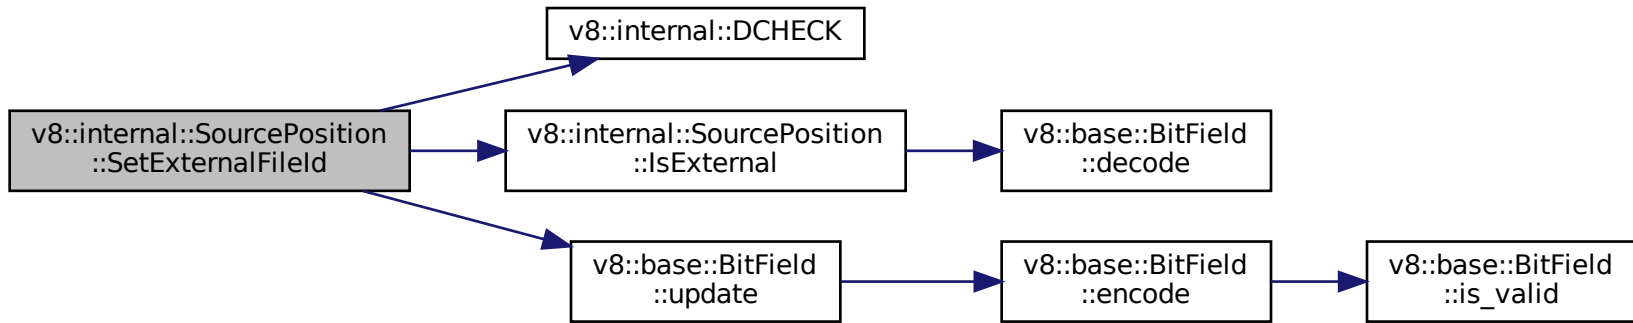 v8::internal::DCHECK
v8::internal::SourcePosition
::SetExternalFileId
v8::internal::SourcePosition
::IsExternal
v8::base::BitField
::decode
v8::base::BitField
::update
v8::base::BitField
::encode
v8::base::BitField
::is_valid